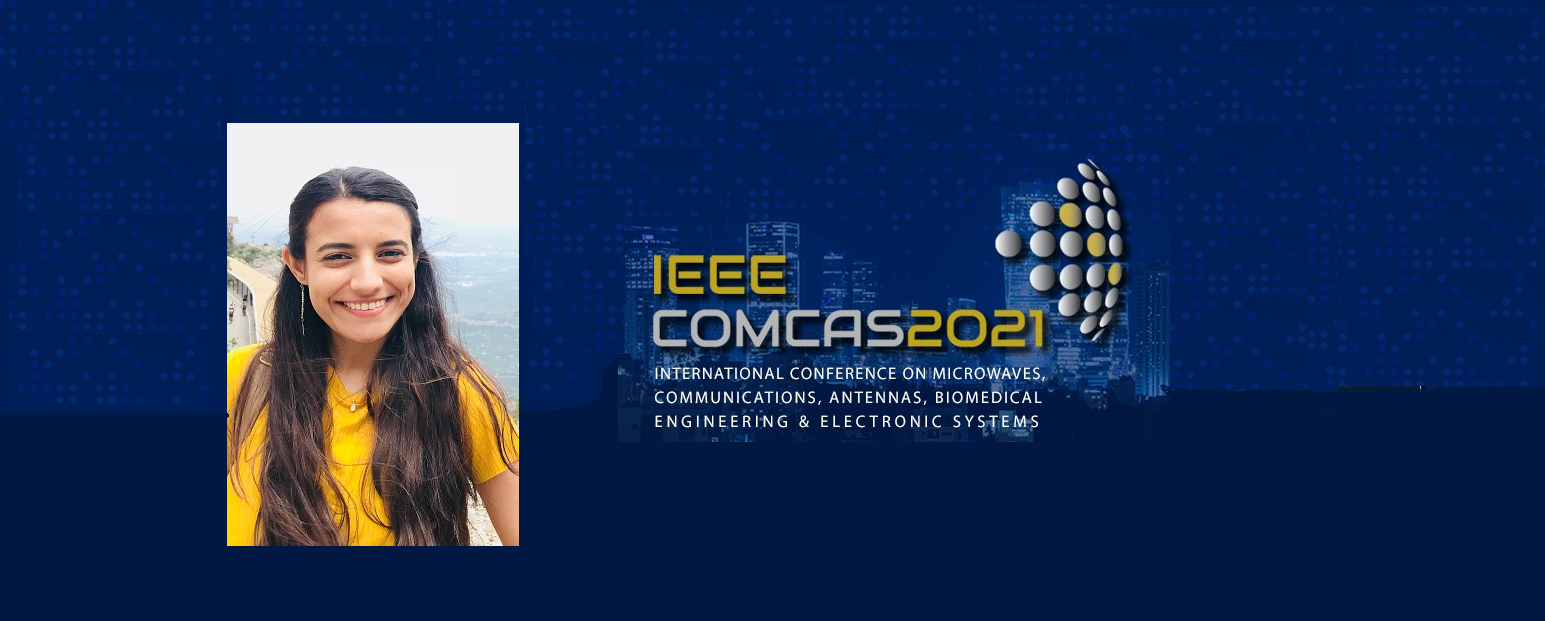 IEEE
COMCAS2021
INTERNATIONAL CONFERENCE ON MICROWAVES,
COMMUNICATIONS, ANTENNAS, BIOMEDICAL
ENGINEERING & ELECTRONIC SYSTEMS